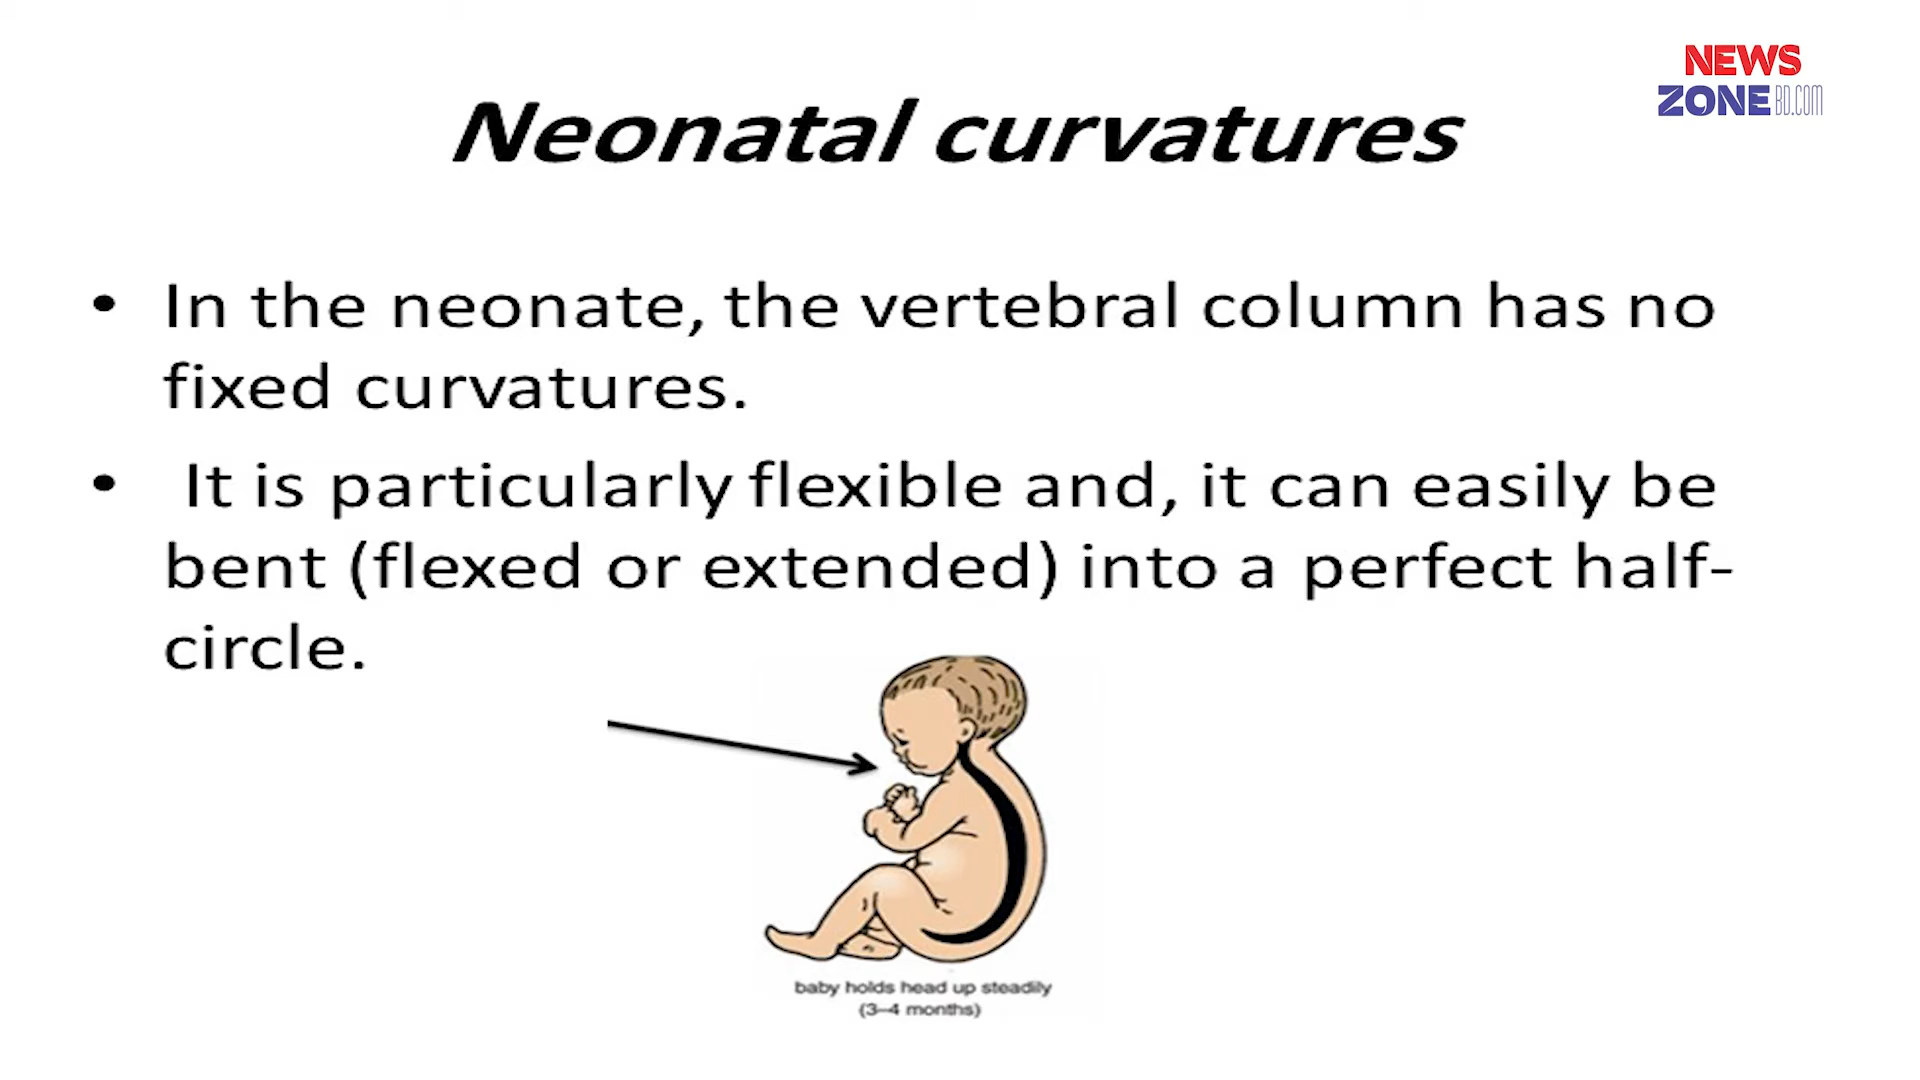 NEWS
ZONE BD.COM
Neonatal curvatures
• In the neonate, the vertebral column has no
fixed curvatures.
• It is particularly flexible and, it can easily be
bent (flexed or extended) into a perfect half-
circle.
baby holds head up steadily
(3–4 months)